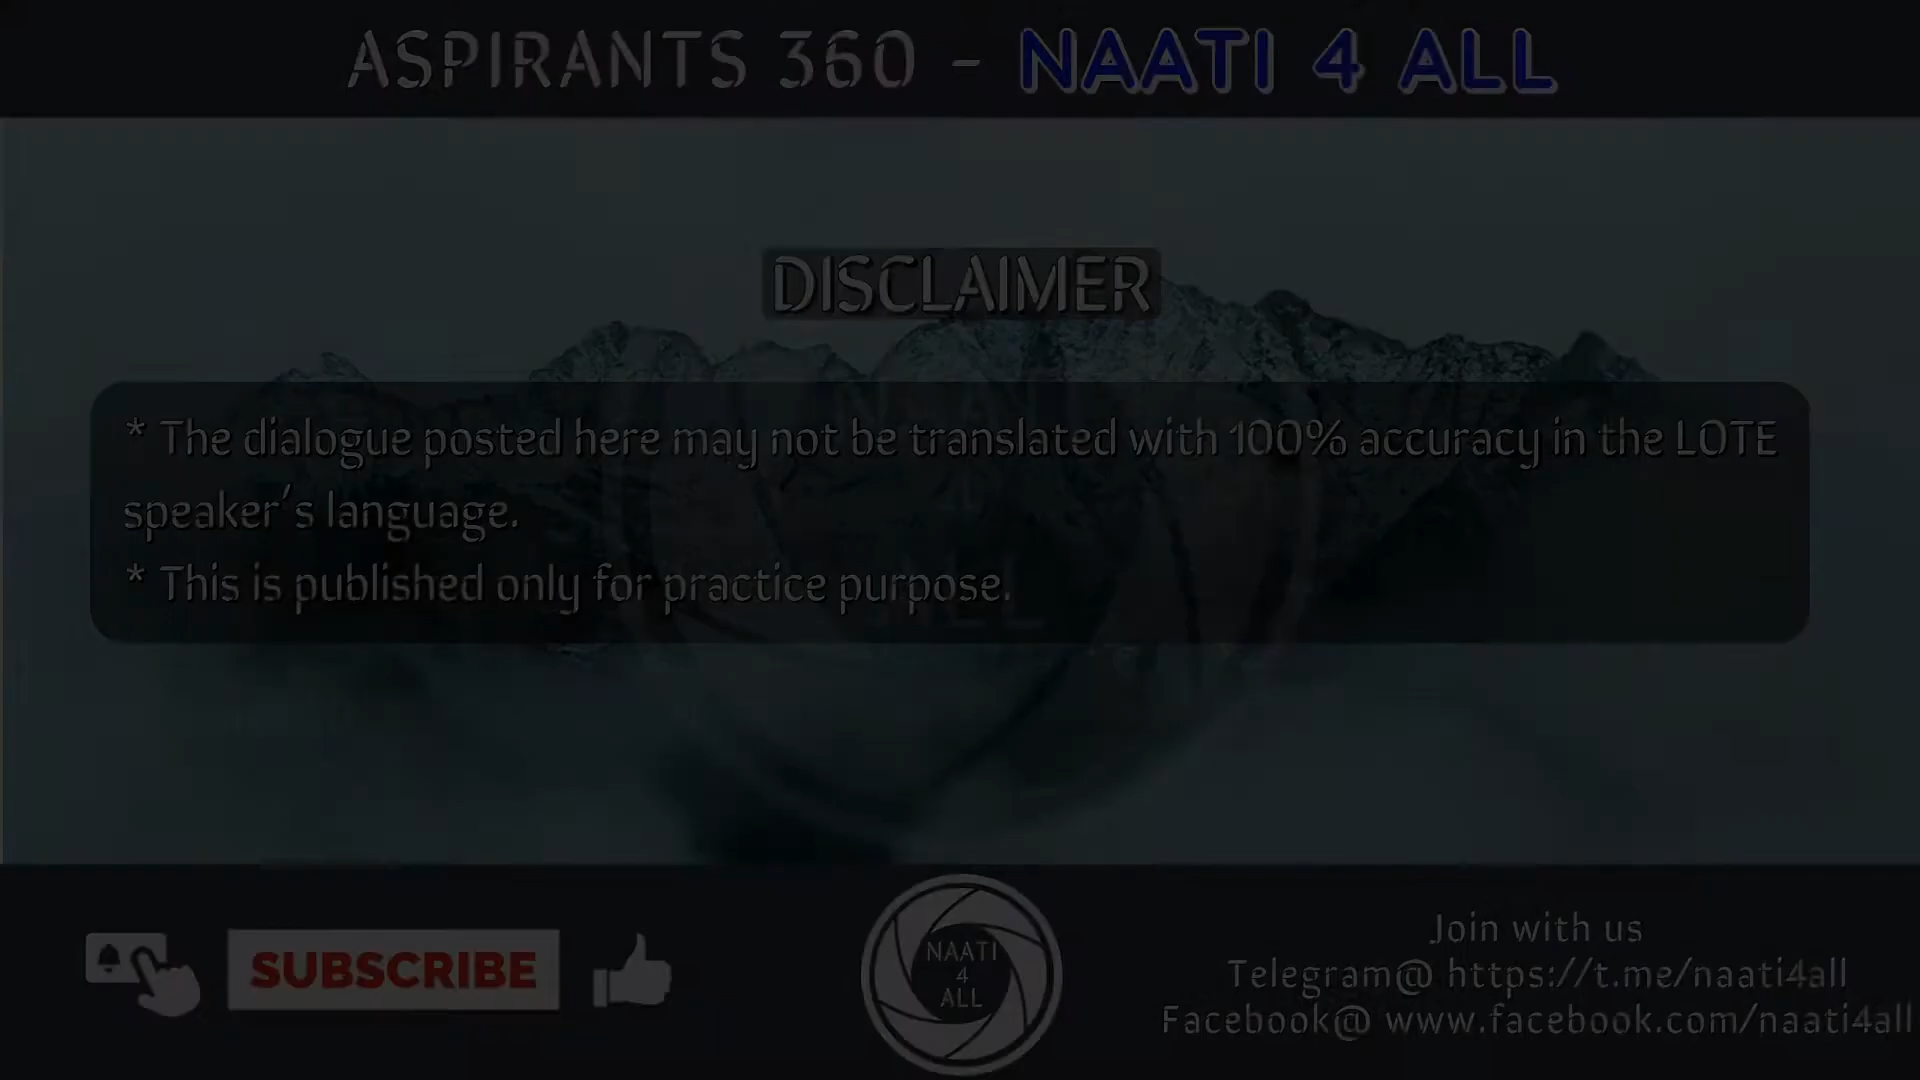 ASPIRANTS 360 - NAATI 4 ALL
DISCLAIMER
* The dialogue posted here may not be translated with 100% accuracy in the LOTE
speaker's language.
* This is published only for practice purpose.
SUBSCRIBE
NAATI
4
ALL
Join with us
Telegram@ https://t.me/naati4all
Facebook@ www.facebook.com/naati4all